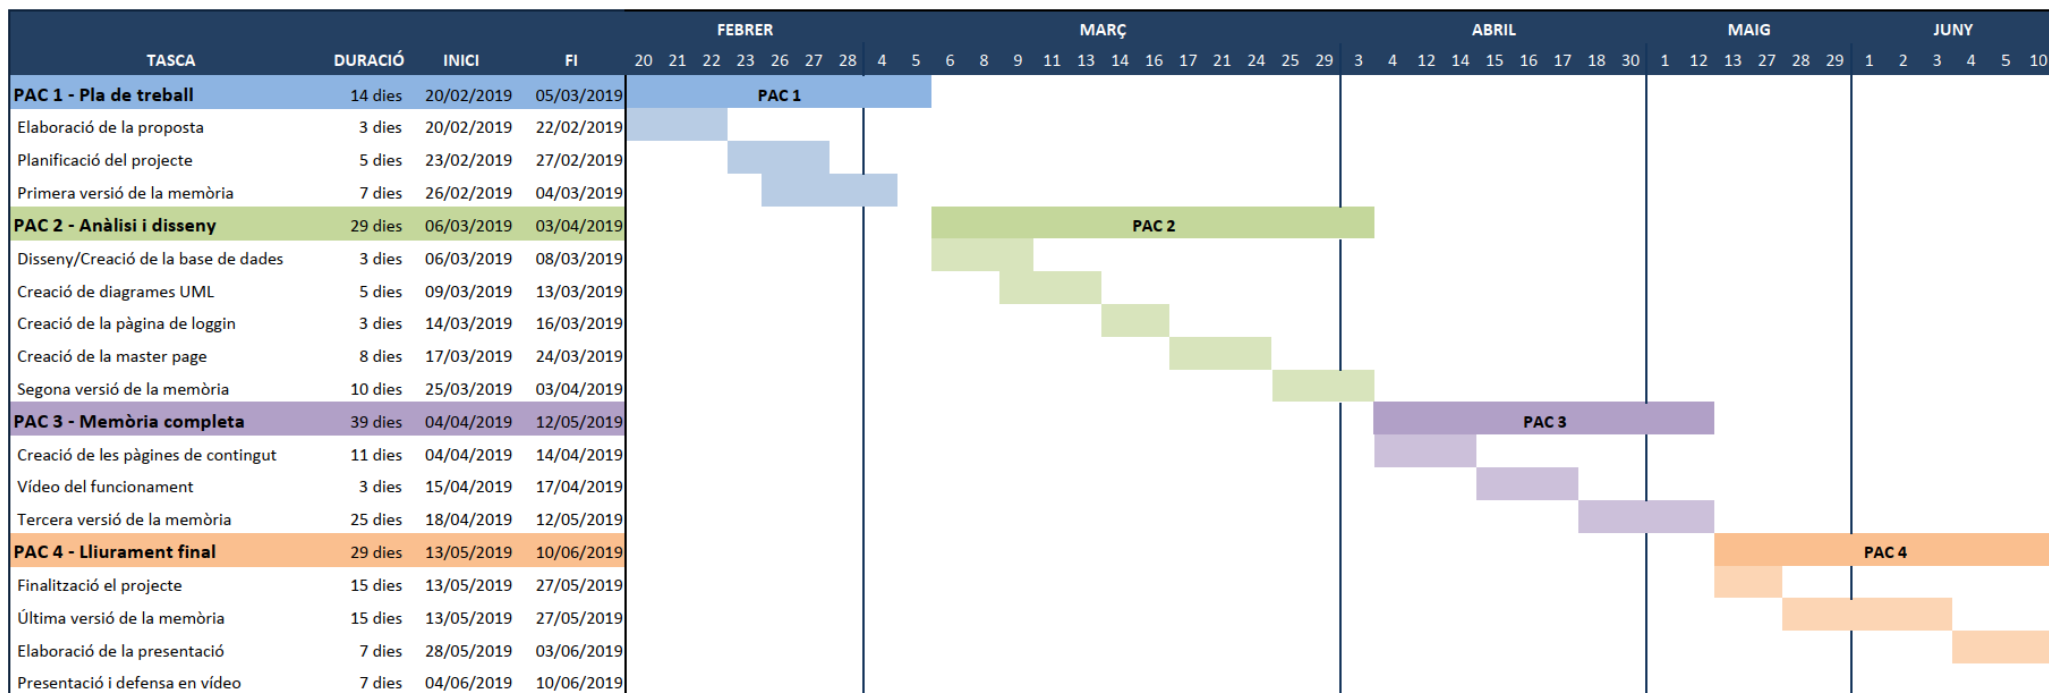 FEBRER MARÇ ABRIL MAIG JUNY
TASCA DURACIÓ INICI FI 20 21 22 23 26 27 28 4 5 6 8 9 11 13 14 16 17 21 24 25 29 3 4 12 14 15 16 17 18 30 1 12 13 27 28 29 1 2 3 4 5 10
PAC 1 - Pla de treball 14 dies 20/02/2019 05/03/2019 PAC 1
Elaboració de la proposta 3 dies 20/02/2019 22/02/2019
Planificació del projecte 5 dies 23/02/2019 27/02/2019
Primera versió de la memòria 7 dies 26/02/2019 04/03/2019
PAC 2 - Anàlisi i disseny 29 dies 06/03/2019 03/04/2019 PAC 2
Disseny/Creació de la base de dades 3 dies 06/03/2019 08/03/2019
Creació de diagrames UML 5 dies 09/03/2019 13/03/2019
Creació de la pàgina de loggin 3 dies 14/03/2019 16/03/2019
Creació de la master page 8 dies 17/03/2019 24/03/2019
Segona versió de la memòria 10 dies 25/03/2019 03/04/2019
PAC 3 - Memòria completa 39 dies 04/04/2019 12/05/2019 PAC 3
Creació de les pàgines de contingut 11 dies 04/04/2019 14/04/2019
Vídeo del funcionament 3 dies 15/04/2019 17/04/2019
Tercera versió de la memòria 25 dies 18/04/2019 12/05/2019
PAC 4 - Lliurament final 29 dies 13/05/2019 10/06/2019 PAC 4
Finalització el projecte 15 dies 13/05/2019 27/05/2019
Última versió de la memòria 15 dies 13/05/2019 27/05/2019
Elaboració de la presentació 7 dies 28/05/2019 03/06/2019
Presentació i defensa en vídeo 7 dies 04/06/2019 10/06/2019